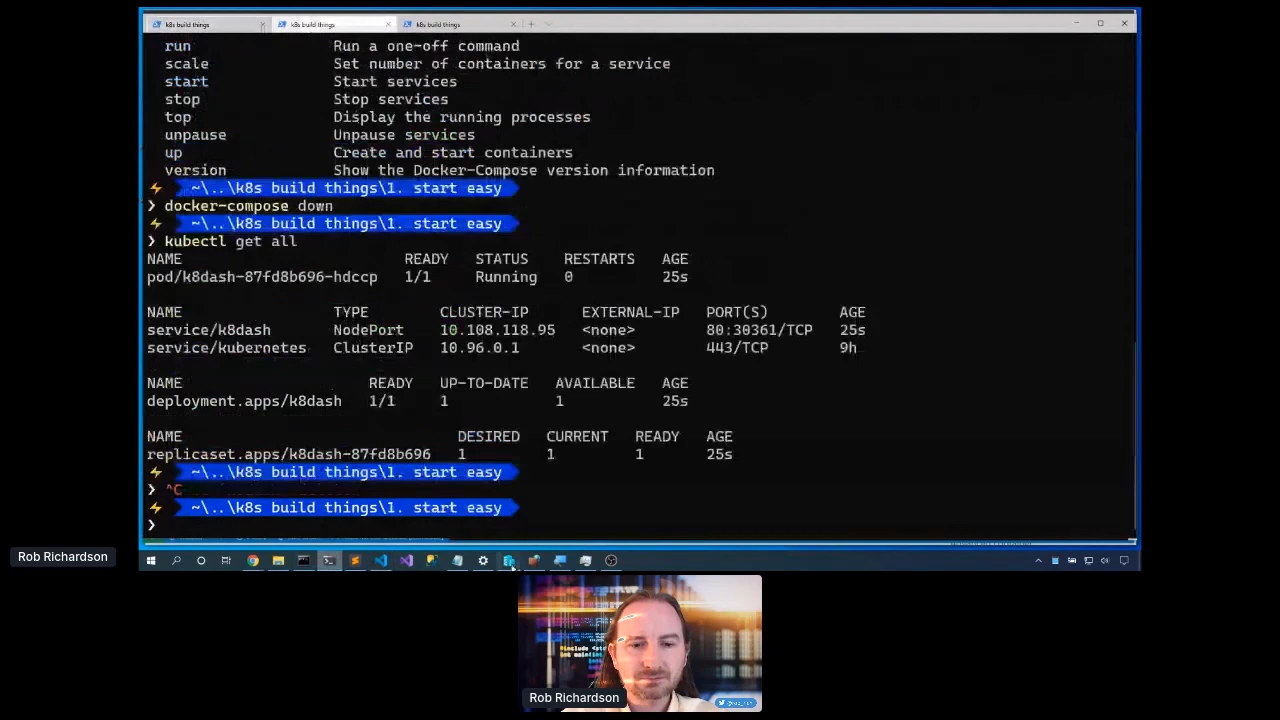 k8s build things
k8s build things
k8s build things
run Run a one-off command
scale Set number of containers for a service
start Start services
stop Stop services
top Display the running processes
unpause Unpause services
up Create and start containers
version Show the Docker-Compose version information
~\..\k8s build things\1. start easy
❯ docker-compose down
~\..\k8s build things\1. start easy
❯ kubectl get all
NAME READY STATUS RESTARTS AGE
pod/k8dash-87fd8b696-hdccp 1/1 Running 0 25s
NAME TYPE CLUSTER-IP EXTERNAL-IP PORT(S) AGE
service/k8dash NodePort 10.108.118.95 <none> 80:30361/TCP 25s
service/kubernetes ClusterIP 10.96.0.1 <none> 443/TCP 9h
NAME READY UP-TO-DATE AVAILABLE AGE
deployment.apps/k8dash 1/1 1 1 25s
NAME DESIRED CURRENT READY AGE
replicaset.apps/k8dash-87fd8b696 1 1 1 25s
~\..\k8s build things\1. start easy
❯ ^C
~\..\k8s build things\1. start easy
❯
Rob Richardson
Rob Richardson